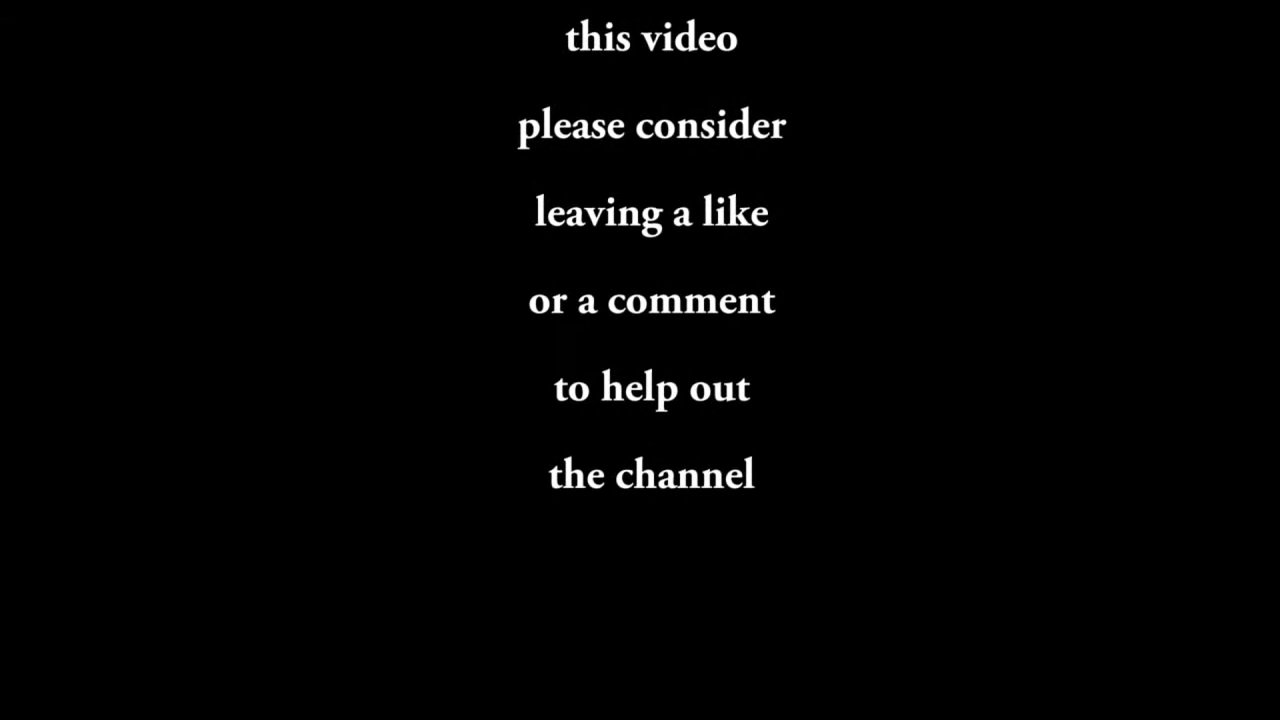 this video
please consider
leaving a like
or a comment
to help out
the channel